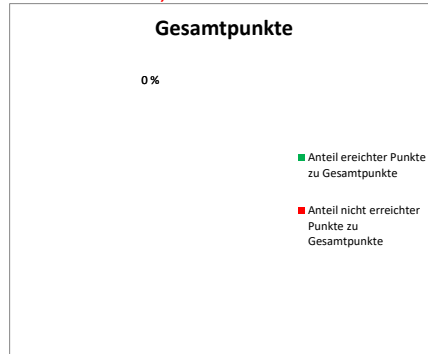 Gesamtpunkte
0 %
Anteil ereichter Punkte
zu Gesamtpunkte
Anteil nicht erreichter
Punkte zu
Gesamtpunkte